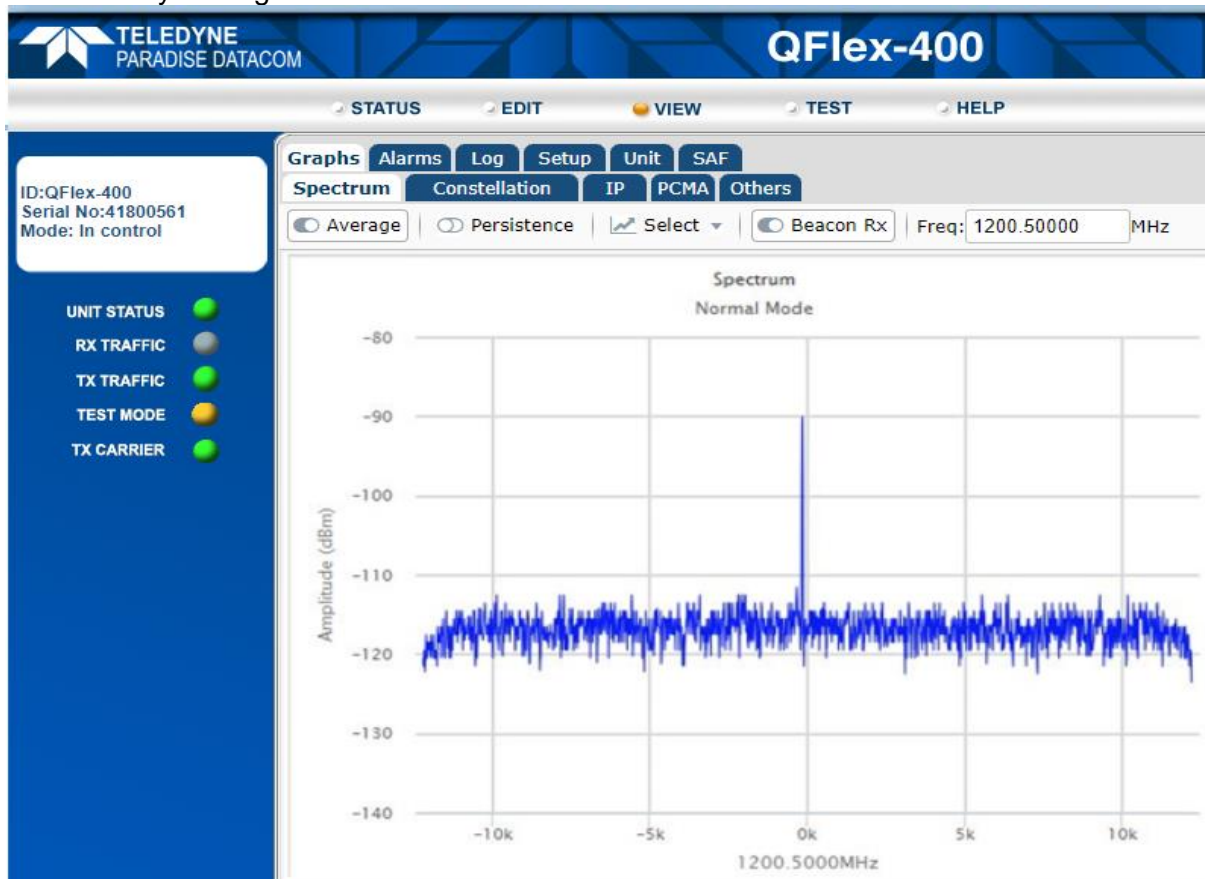 TELEDYNE
PARADISE DATACOM
QFlex-400
STATUS EDIT VIEW TEST HELP
ID:QFlex-400
Serial No:41800561
Mode: In control
UNIT STATUS
RX TRAFFIC
TX TRAFFIC
TEST MODE
TX CARRIER
Graphs Alarms Log Setup Unit SAF
Spectrum Constellation IP PCMA Others
Average Persistence Select Beacon Rx Freq: 1200.50000 MHz
Spectrum
Normal Mode
Amplitude (dBm)
-80
-90
-100
-110
-120
-130
-140
-10k -5k 0k 5k 10k
1200.5000MHz